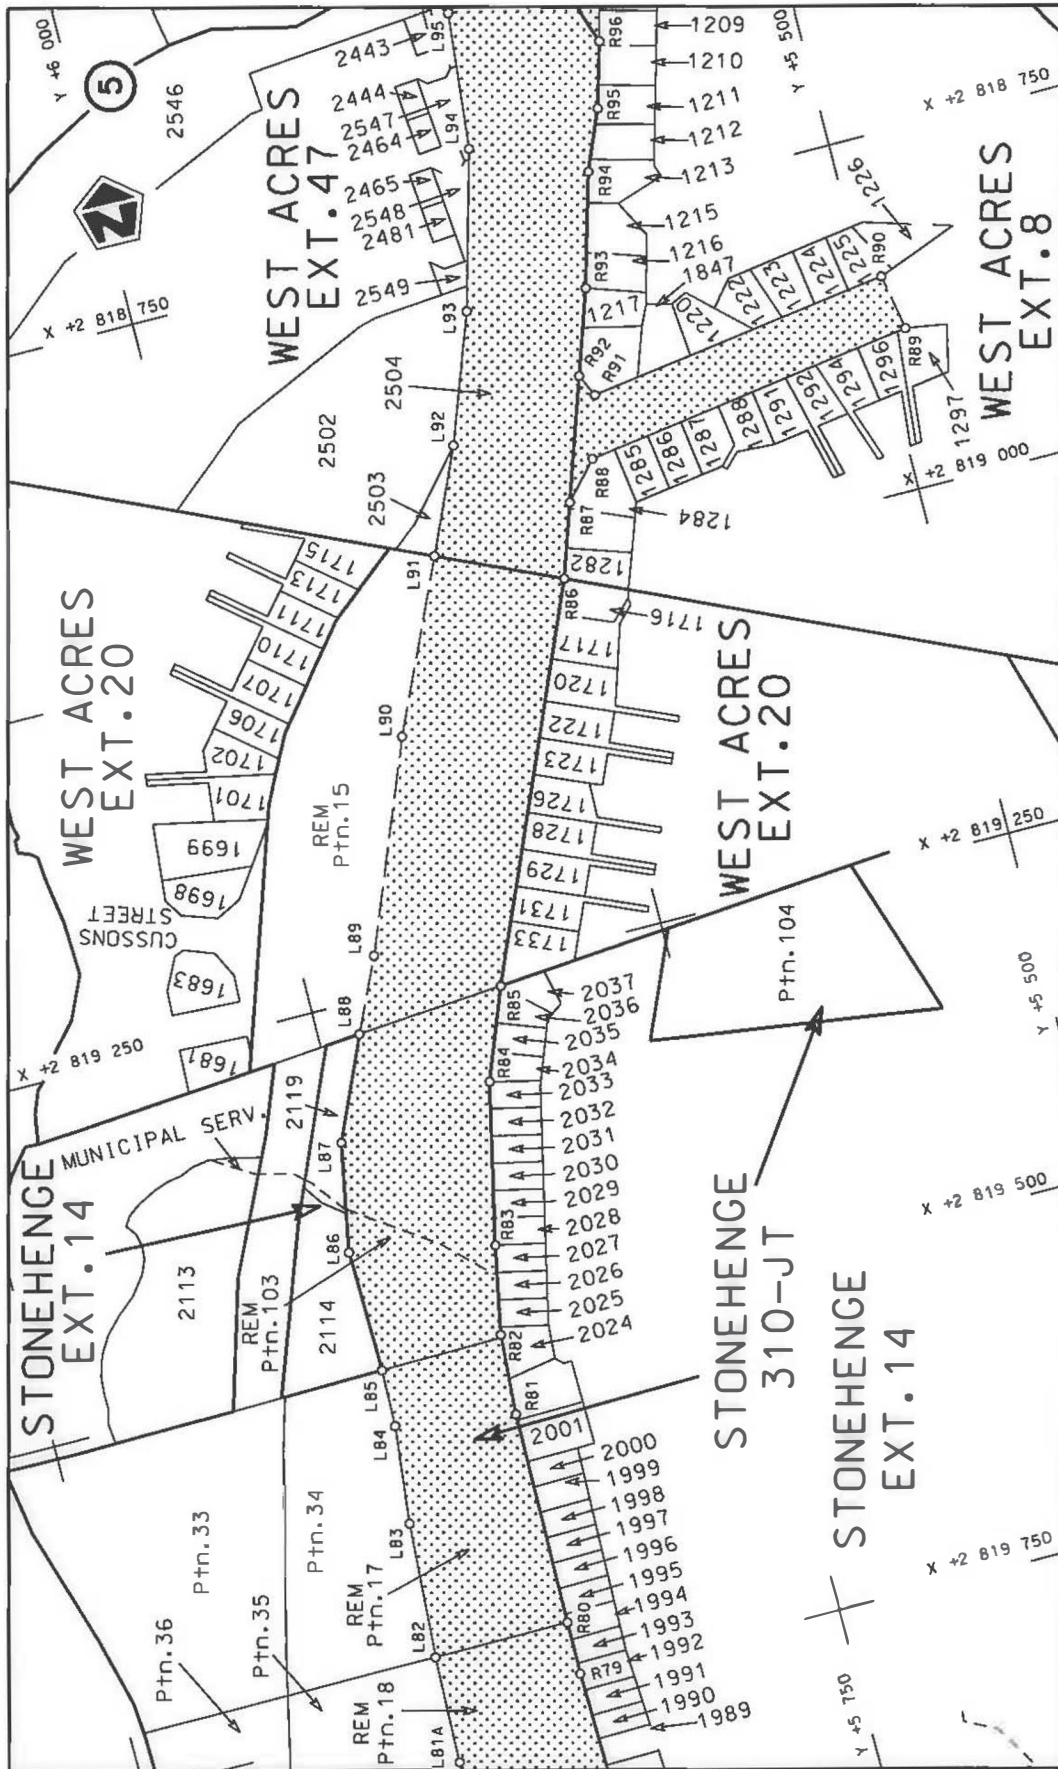 Y +6 000
5
2546
2443
L95
R96
1209
1210
Y +5 500
2444
2547
2464
L94
R95
1211
1212
X +2 818 750
WEST ACRES
EXT.47
2465
2548
2481
R94
1213
1215
1226
WEST ACRES
EXT.8
2549
X +2 818 750
L93
R93
1216
1847
1217
1220
1222
1223
1224
1225
R90
2504
R92
R91
R89
1297
2502
L92
R88
1285
1286
1287
1288
1291
1292
1294
1296
2503
R87
1284
X +2 819 000
L91
1282
R86
1716
WEST ACRES
EXT.20
1715
1713
1711
1710
1707
1706
1702
1701
1699
1698
CUSSONS
STREET
1683
1681
L90
REM
Ptn.15
L89
L88
1717
1720
1722
1723
1726
1728
1729
1731
1733
WEST ACRES
EXT.20
X +2 819 250
X +2 819 250
Ptn.104
Y +5 500
MUNICIPAL SERV.
2119
L87
R85
R84
2037
2036
2035
2034
2033
2032
2031
2030
2029
2028
2027
2026
2025
2024
STONEHENGE
EXT.14
2113
REM
Ptn.103
2114
L86
R83
R82
X +2 819 500
STONEHENGE
310-JT
L85
L84
R81
2001
2000
1999
1998
1997
1996
1995
1994
1993
1992
1991
1990
1989
STONEHENGE
EXT.14
Ptn.33
Ptn.34
L83
REM
Ptn.17
R80
X +2 819 750
Ptn.36
Ptn.35
L82
R79
REM
Ptn.18
L81A
Y +5 750